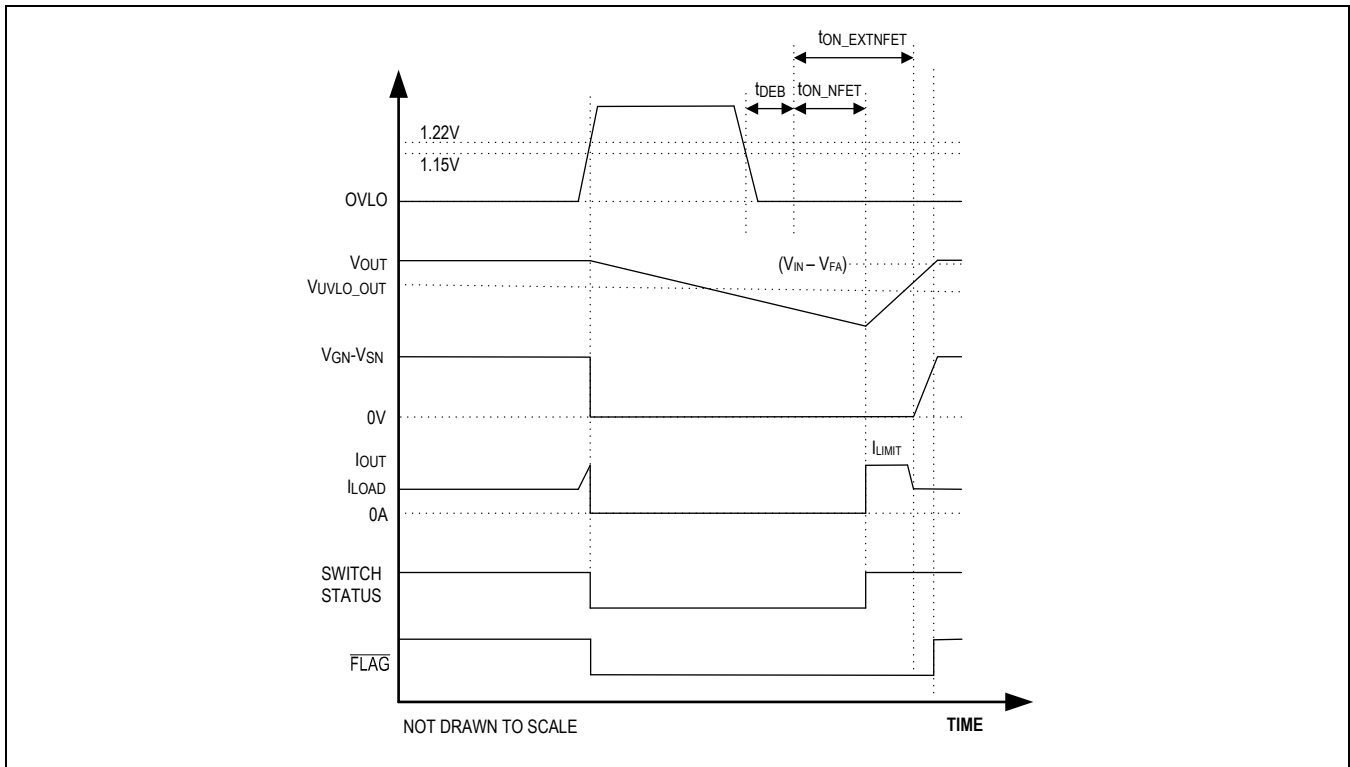 tON_EXTNFET
tDEB
tON_NFET
1.22V
1.15V
OVLO
VOUT
(VIN – VFA)
VUVLO_OUT
VGN-VSN
0V
IOUT
ILIMIT
ILOAD
0A
SWITCH
STATUS
FLAG
NOT DRAWN TO SCALE
TIME